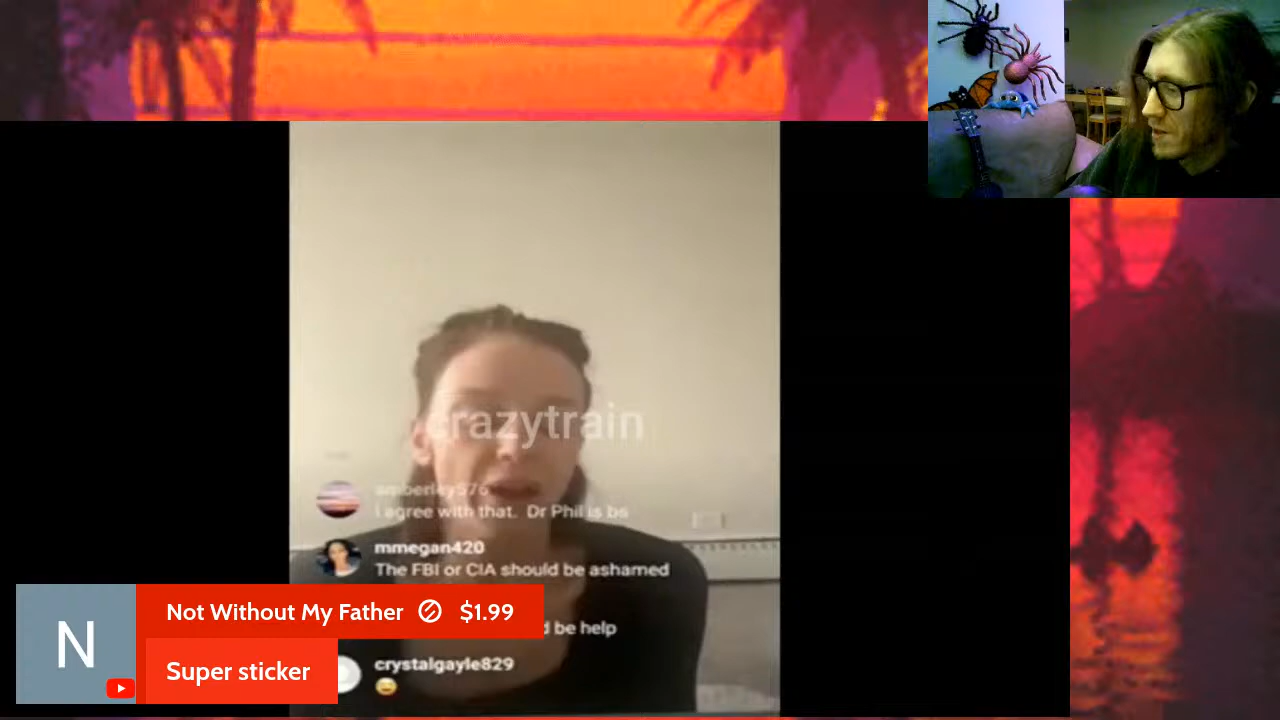 crazytrain
amberley576
I agree with that. Dr Phil is bs
mmegan420
The FBI or CIA should be ashamed
d be help
crystalgayle829
N
Not Without My Father $1.99
Super sticker